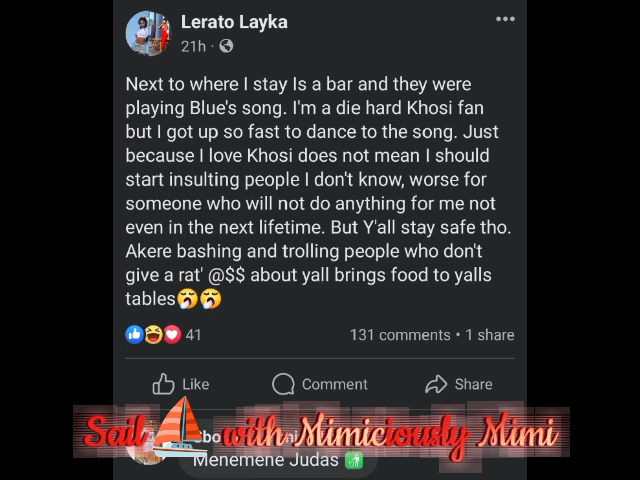 Lerato Layka
21h
Next to where I stay Is a bar and they were
playing Blue's song. I'm a die hard Khosi fan
but I got up so fast to dance to the song. Just
because I love Khosi does not mean I should
start insulting people I don't know, worse for
someone who will not do anything for me not
even in the next lifetime. But Y'all stay safe tho.
Akere bashing and trolling people who don't
give a rat' @$$ about yall brings food to yalls
tables🥱🥱
41 131 comments • 1 share
Like Comment Share
Sail with Mimiciously Mimi
Menemene Judas